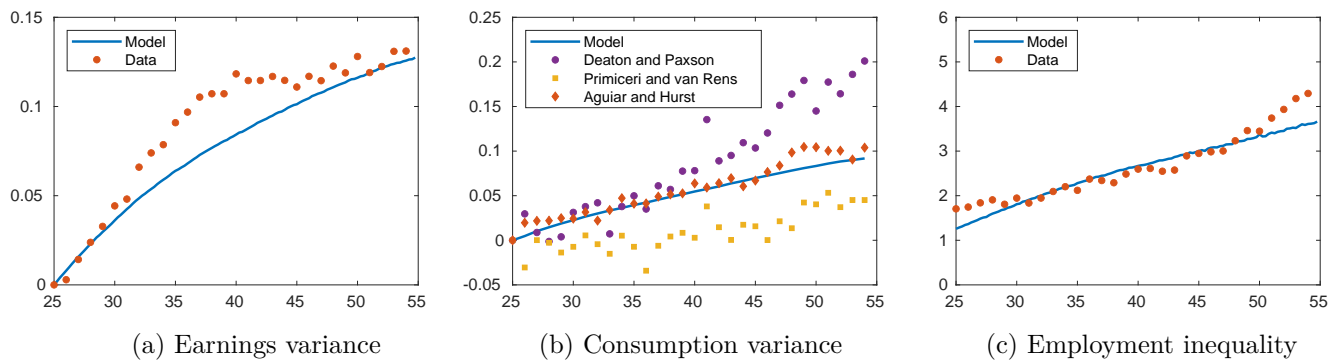 0.15
0.1
0.05
0
25 30 35 40 45 50 55
Model
Data
(a) Earnings variance
0.25
0.2
0.15
0.1
0.05
0
-0.05
25 30 35 40 45 50 55
Model
Deaton and Paxson
Primiceri and van Rens
Aguiar and Hurst
(b) Consumption variance
6
5
4
3
2
1
0
25 30 35 40 45 50 55
Model
Data
(c) Employment inequality